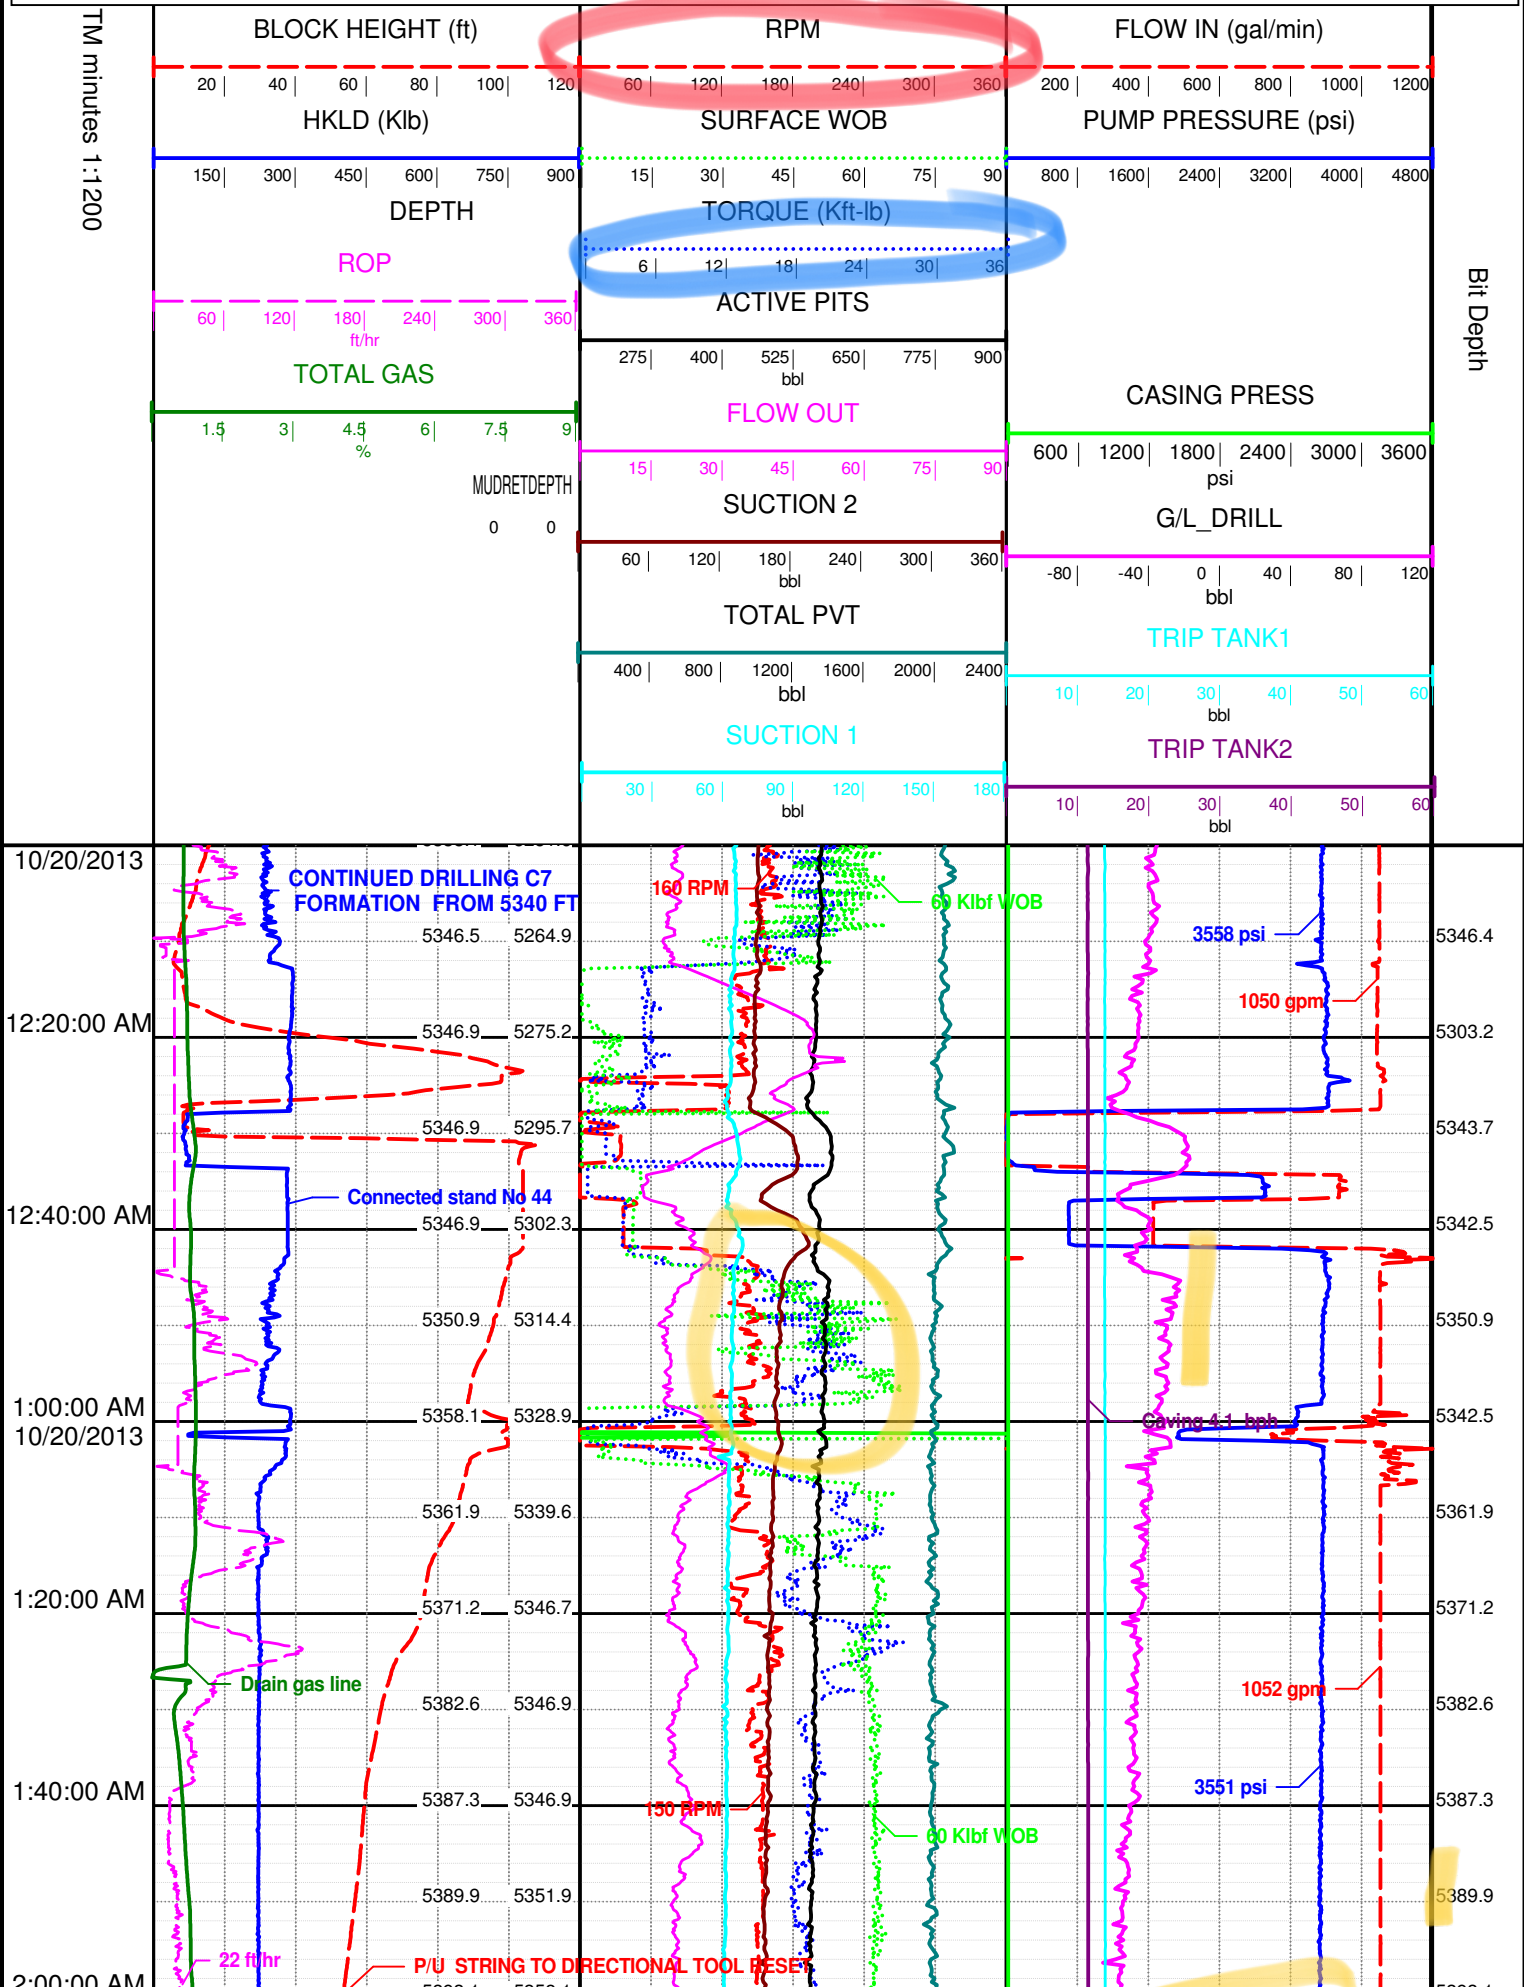 TM minutes 1:1200
BLOCK HEIGHT (ft)
20 40 60 80 100 120
HKLD (Klb)
150 300 450 600 750 900
DEPTH
ROP
60 120 180 240 300 360
ft/hr
TOTAL GAS
1.5 3 4.5 6 7.5 9
%
MUDRETDEPTH
0 0
RPM
60 120 180 240 300 360
SURFACE WOB
15 30 45 60 75 90
TORQUE (Kft-lb)
6 12 18 24 30 36
ACTIVE PITS
275 400 525 650 775 900
bbl
FLOW OUT
15 30 45 60 75 90
SUCTION 2
60 120 180 240 300 360
bbl
TOTAL PVT
400 800 1200 1600 2000 2400
bbl
SUCTION 1
30 60 90 120 150 180
bbl
FLOW IN (gal/min)
200 400 600 800 1000 1200
PUMP PRESSURE (psi)
800 1600 2400 3200 4000 4800
CASING PRESS
600 1200 1800 2400 3000 3600
psi
G/L_DRILL
-80 -40 0 40 80 120
bbl
TRIP TANK1
10 20 30 40 50 60
bbl
TRIP TANK2
10 20 30 40 50 60
bbl
Bit Depth
10/20/2013
CONTINUED DRILLING C7
FORMATION FROM 5340 FT
160 RPM
60 Klbf WOB
5346.5 5264.9
3558 psi
5346.4
1050 gpm
12:20:00 AM
5346.9 5275.2
5303.2
5346.9 5295.7
5343.7
Connected stand No 44
12:40:00 AM
5346.9 5302.3
5342.5
5350.9 5314.4
5350.9
1:00:00 AM
5358.1 5328.9
Caving 4.1 bph
5342.5
10/20/2013
5361.9 5339.6
5361.9
1:20:00 AM
5371.2 5346.7
5371.2
Drain gas line
1052 gpm
5382.6 5346.9
5382.6
3551 psi
1:40:00 AM
5387.3 5346.9
150 RPM
5387.3
60 Klbf WOB
5389.9 5351.9
5389.9
22 ft/hr
P/U STRING TO DIRECTIONAL TOOL RESET
2:00:00 AM